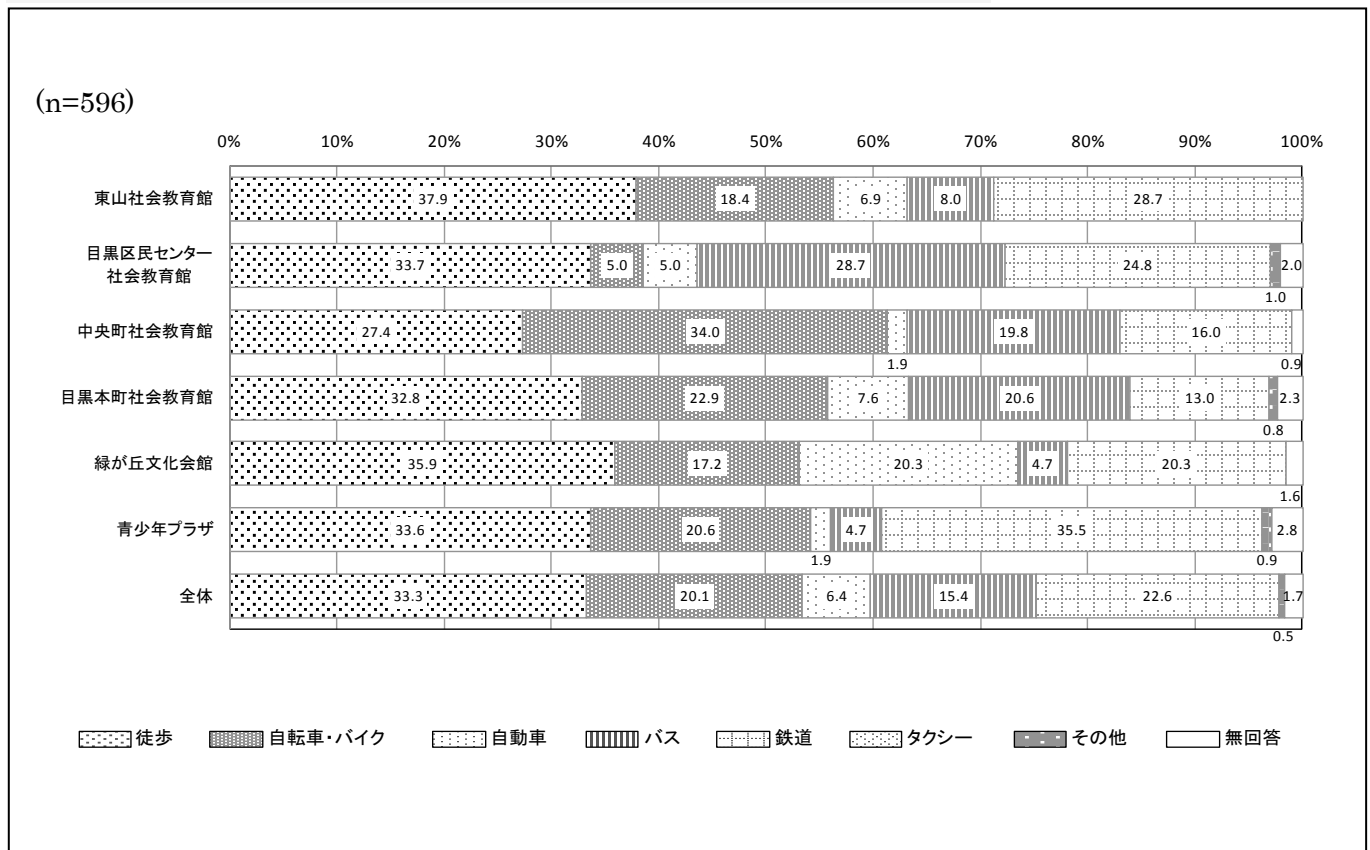 (n=596)
0% 10% 20% 30% 40% 50% 60% 70% 80% 90% 100%
東山社会教育館 37.9 18.4 6.9 8.0 28.7
目黒区民センター
社会教育館 33.7 5.0 5.0 28.7 24.8 2.0
1.0
中央町社会教育館 27.4 34.0 19.8 16.0
1.9 0.9
目黒本町社会教育館 32.8 22.9 7.6 20.6 13.0 2.3
0.8
緑が丘文化会館 35.9 17.2 20.3 4.7 20.3
1.6
青少年プラザ 33.6 20.6 4.7 35.5 2.8
1.9 0.9
全体 33.3 20.1 6.4 15.4 22.6 1.7
0.5
徒歩 自転車・バイク 自動車 バス 鉄道 タクシー その他 無回答